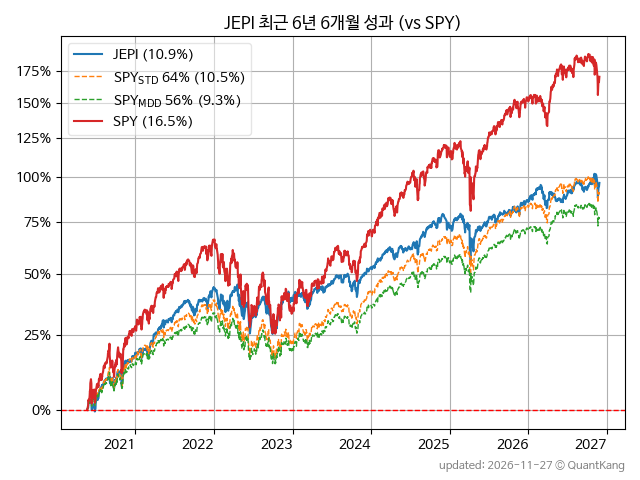 JEPI 최근 6년 6개월 성과 (vs SPY)
JEPI (10.9%)
SPY_STD 64% (10.5%)
SPY_MDD 56% (9.3%)
SPY (16.5%)
175%
150%
125%
100%
75%
50%
25%
0%
2021 2022 2023 2024 2025 2026 2027
updated: 2026-11-27 © QuantKang